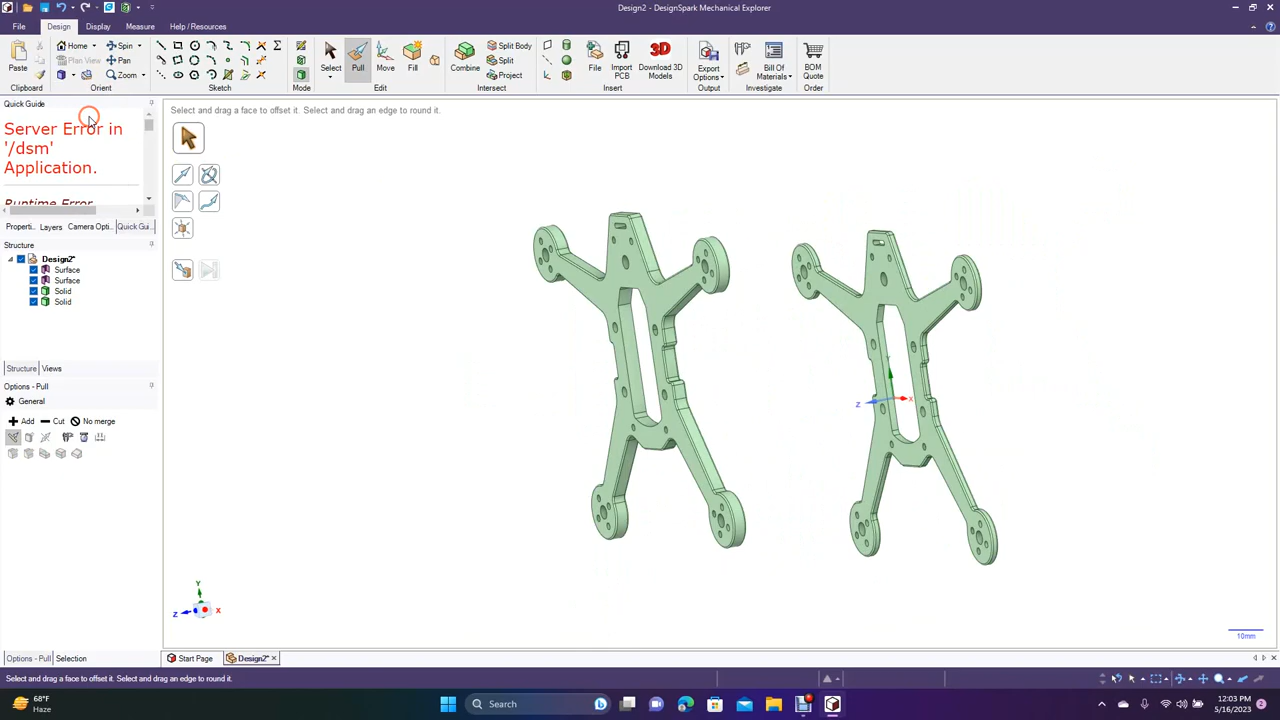 Design2* - DesignSpark Mechanical Explorer
File Design Display Measure Help / Resources
Home Spin Split Body
Paste Plan View Pan Select Pull Move Fill Combine Split File Import PCB 3D Download 3D Models Export Options Bill Of Materials BOM Quote
Zoom Project
Clipboard Orient Sketch Mode Edit Intersect Insert Output Investigate Order
Quick Guide
Server Error in
'/dsm'
Application.
Runtime Error
Select and drag a face to offset it. Select and drag an edge to round it.
Properti.. Layers Camera Opti.. Quick Gui...
Structure
Design2*
Surface
Surface
Solid
Solid
Structure Views
Options - Pull
General
Add Cut No merge
Y
Z X
Y
Z X
10mm
Options - Pull Selection Start Page Design2*
Select and drag a face to offset it. Select and drag an edge to round it.
68°F
Haze
Search
12:03 PM
5/16/2023